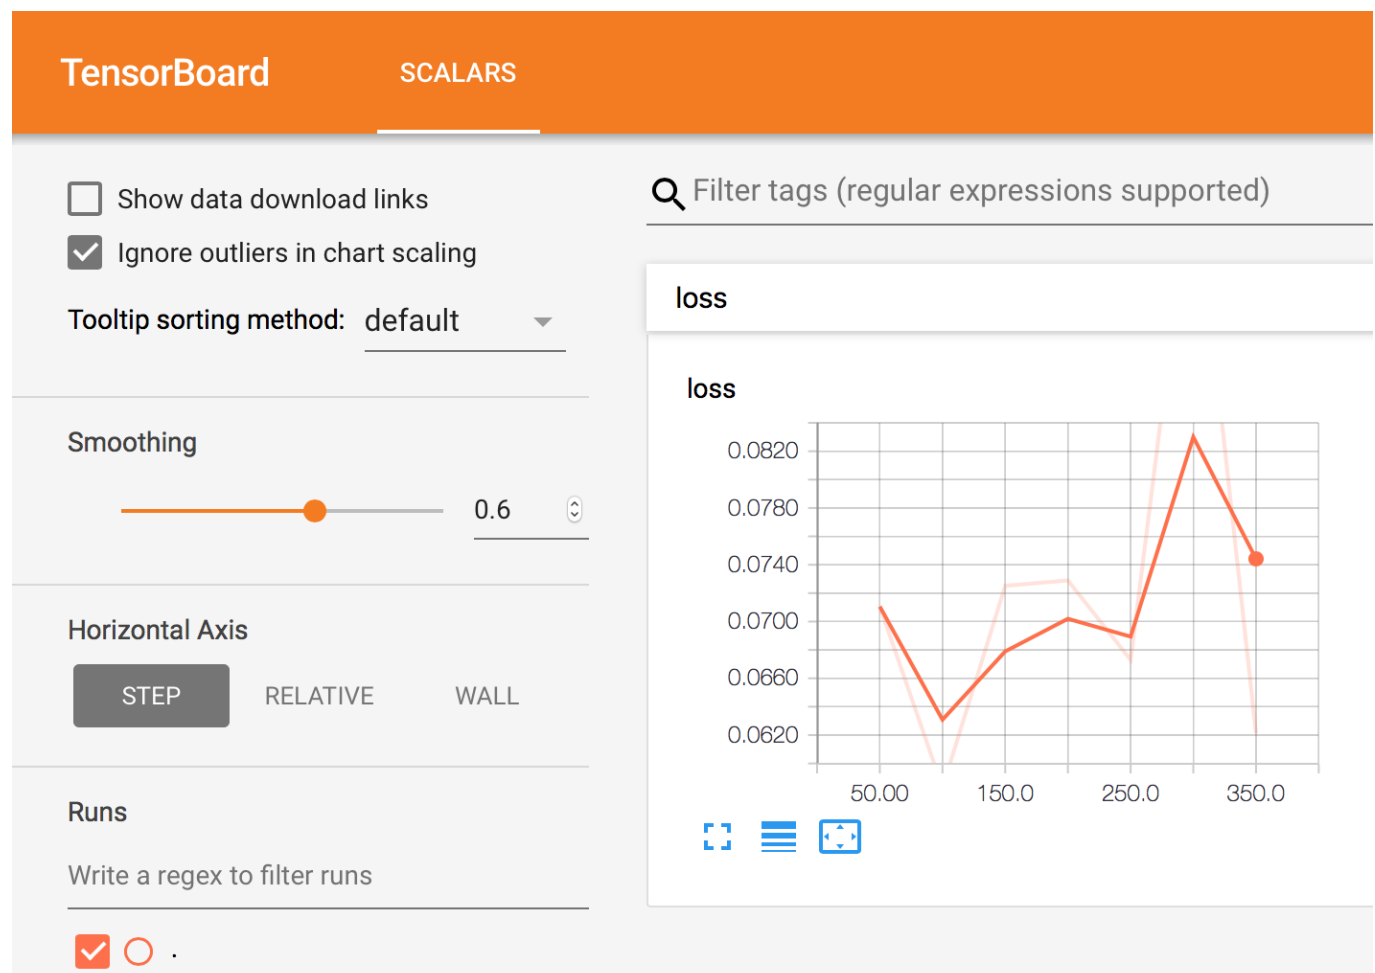 TensorBoard SCALARS
Show data download links
Ignore outliers in chart scaling
Tooltip sorting method: default
Smoothing
0.6
Horizontal Axis
STEP RELATIVE WALL
Runs
Write a regex to filter runs
.
Filter tags (regular expressions supported)
loss
loss
0.0820
0.0780
0.0740
0.0700
0.0660
0.0620
50.00 150.0 250.0 350.0